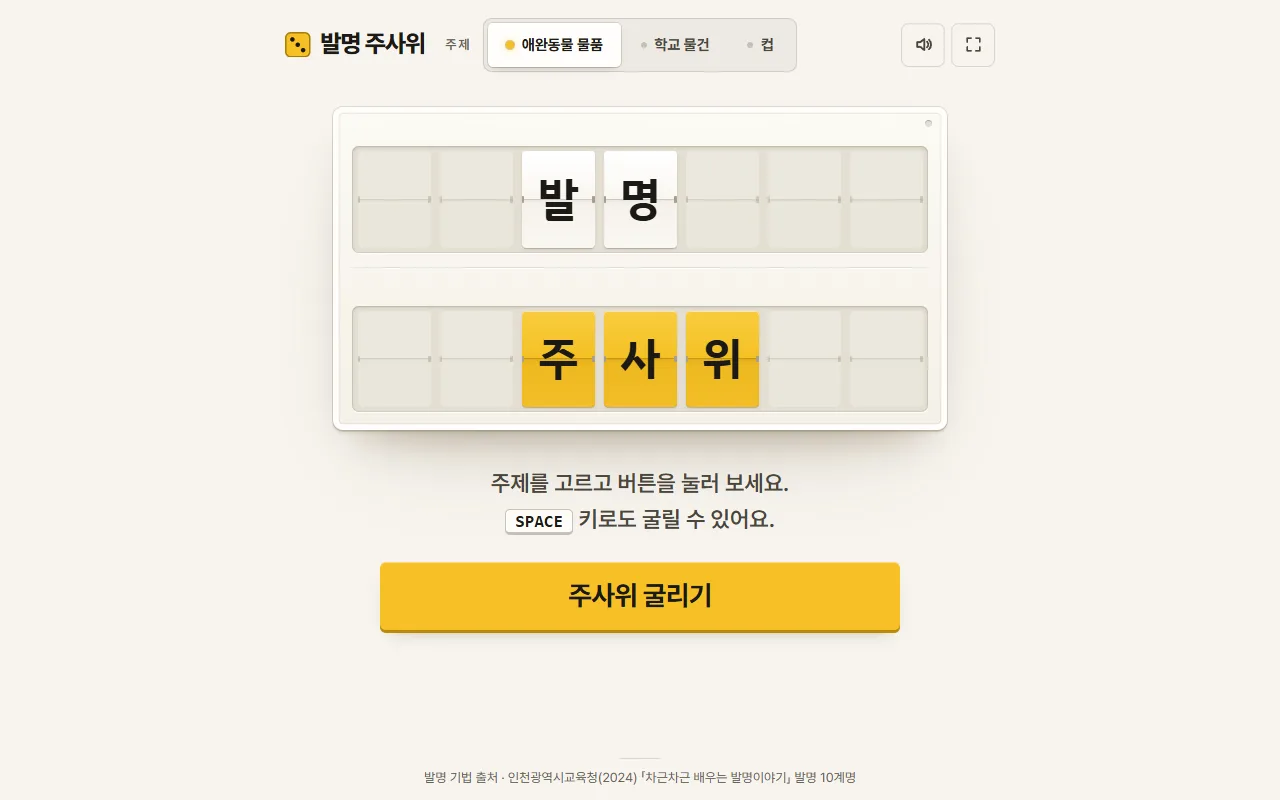 발명 주사위 주제 애완동물 물품 학교 물건 컵
발 명
주 사 위
주제를 고르고 버튼을 눌러 보세요.
SPACE 키로도 굴릴 수 있어요.
주사위 굴리기
발명 기법 출처 · 인천광역시교육청(2024) 「차근차근 배우는 발명이야기」 발명 10계명